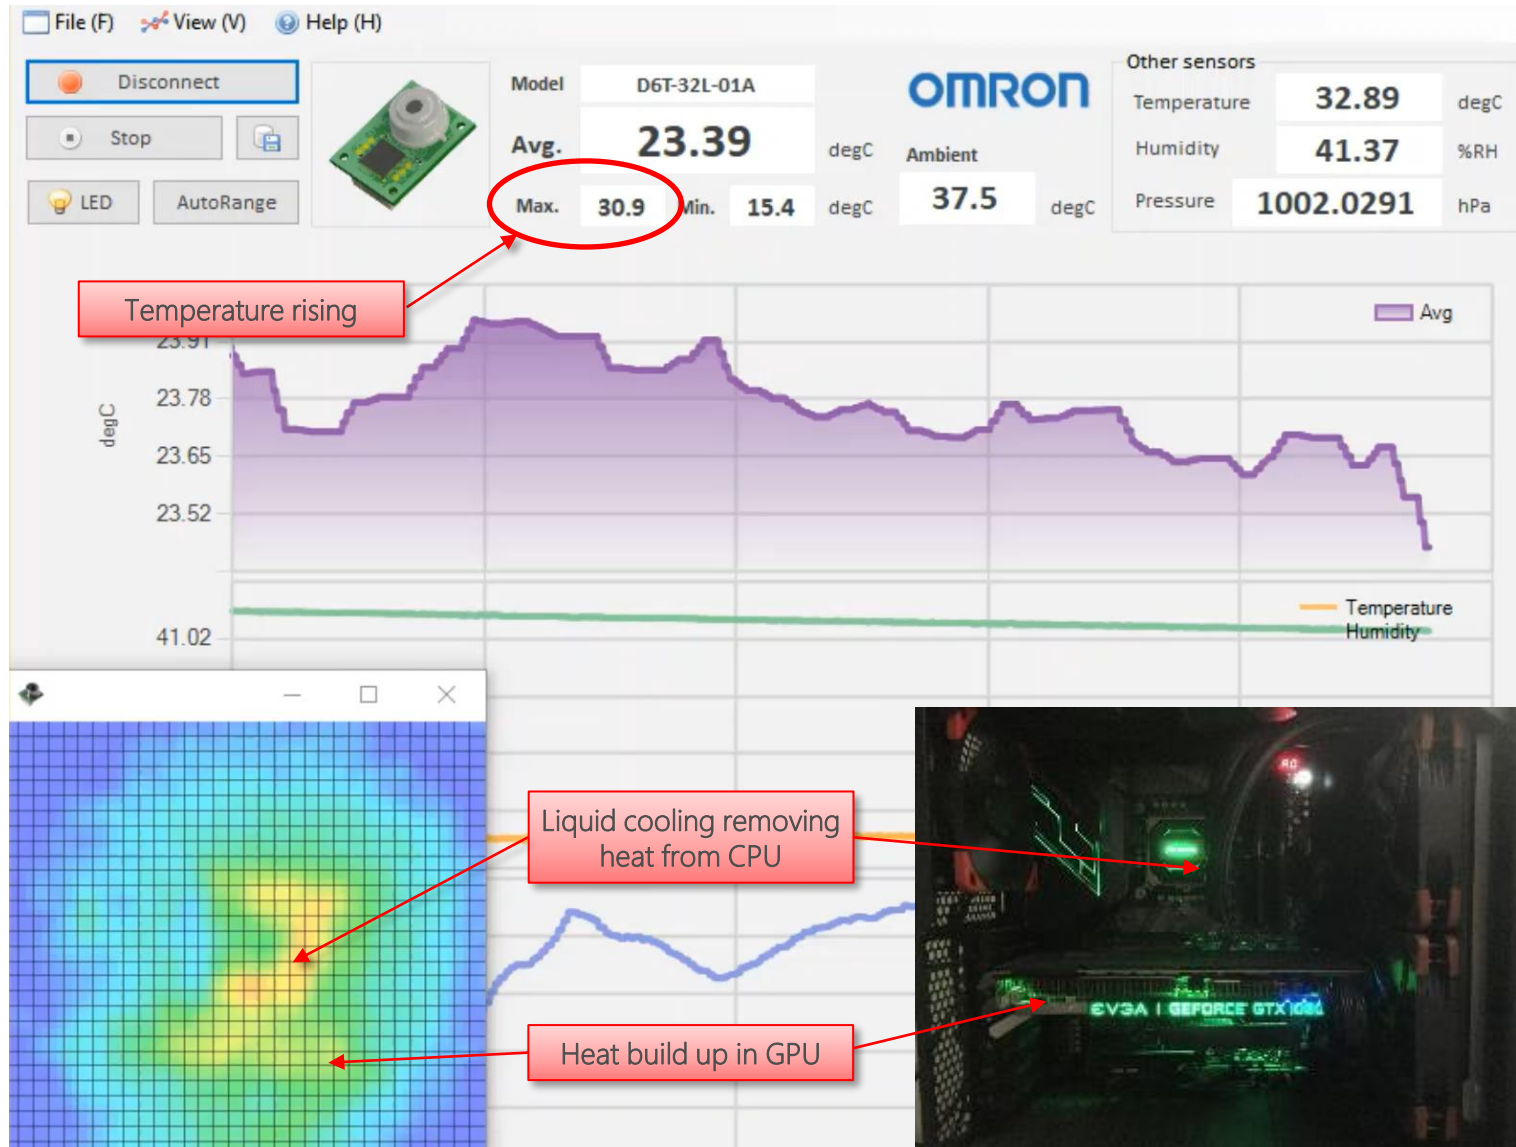 File (F) View (V) Help (H)
Disconnect
Stop
LED AutoRange
Model D6T-32L-01A
Avg. 23.39 degC
Max. 30.9 Min. 15.4 degC
OMRON
Ambient
37.5 degC
Other sensors
Temperature 32.89 degC
Humidity 41.37 %RH
Pressure 1002.0291 hPa
Temperature rising
Avg
23.91
23.78
23.65
23.52
degC
Temperature
Humidity
41.02
Liquid cooling removing
heat from CPU
Heat build up in GPU
EVGA | GEFORCE GTX